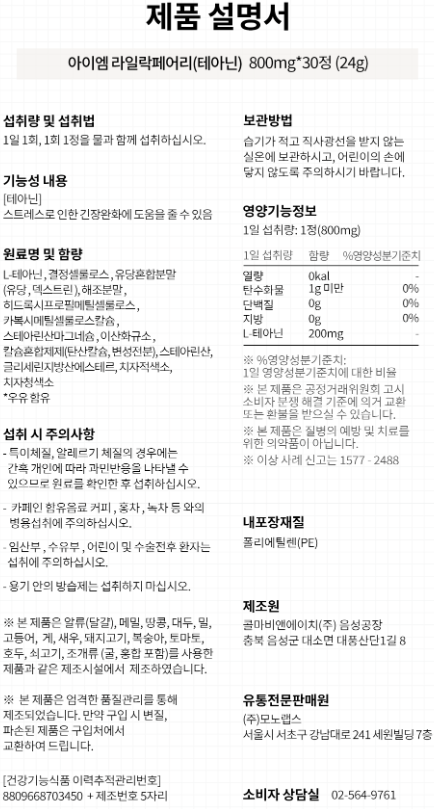 제품 설명서
아이엠 라일락페어리(테아닌) 800mg*30정 (24g)
섭취량 및 섭취법
1일 1회, 1회 1정을 물과 함께 섭취하십시오.
기능성 내용
[테아닌]
스트레스로 인한 긴장완화에 도움을 줄 수 있음
원료명 및 함량
L-테아닌, 결정셀룰로스, 유당혼합분말
(유당, 덱스트린), 해조분말,
히드록시프로필메틸셀룰로스,
카복시메틸셀룰로스칼슘,
스테아린산마그네슘, 이산화규소,
칼슘혼합제제(탄산칼슘, 변성전분), 스테아린산,
글리세린지방산에스테르, 치자적색소,
치자청색소
*우유 함유
섭취 시 주의사항
- 특이체질, 알레르기 체질의 경우에는
간혹 개인에 따라 과민반응을 나타낼 수
있으므로 원료를 확인한 후 섭취하십시오.
- 카페인 함유음료 커피, 홍차, 녹차 등 와의
병용섭취에 주의하십시오.
- 임산부, 수유부, 어린이 및 수술전후 환자는
섭취에 주의하십시오.
- 용기 안의 방습제는 섭취하지 마십시오.
※ 본 제품은 알류(달걀), 메밀, 땅콩, 대두, 밀,
고등어, 게, 새우, 돼지고기, 복숭아, 토마토,
호두, 쇠고기, 조개류 (굴, 홍합 포함)를 사용한
제품과 같은 제조시설에서 제조하였습니다.
※ 본 제품은 엄격한 품질관리를 통해
제조되었습니다. 만약 구입 시 변질,
파손된 제품은 구입처에서
교환하여 드립니다.
[건강기능식품 이력추적관리번호]
8809668703450 + 제조번호 5자리
보관방법
습기가 적고 직사광선을 받지 않는
실온에 보관하시고, 어린이의 손에
닿지 않도록 주의하시기 바랍니다.
영양기능정보
1일 섭취량: 1정(800mg)
1일 섭취량 함량 %영양성분기준치
열량 0kal -
탄수화물 1g 미만 0%
단백질 0g 0%
지방 0g 0%
L-테아닌 200mg -
※ %영양성분기준치:
1일 영양성분기준치에 대한 비율
※ 본 제품은 공정거래위원회 고시
소비자 분쟁 해결 기준에 의거 교환
또는 환불을 받으실 수 있습니다.
※ 본 제품은 질병의 예방 및 치료를
위한 의약품이 아닙니다.
※ 이상 사례 신고는 1577 - 2488
내포장재질
폴리에틸렌(PE)
제조원
콜마비앤에이치(주) 음성공장
충북 음성군 대소면 대풍산단1길 8
유통전문판매원
(주)모노랩스
서울시 서초구 강남대로 241 세원빌딩 7층
소비자 상담실 02-564-9761